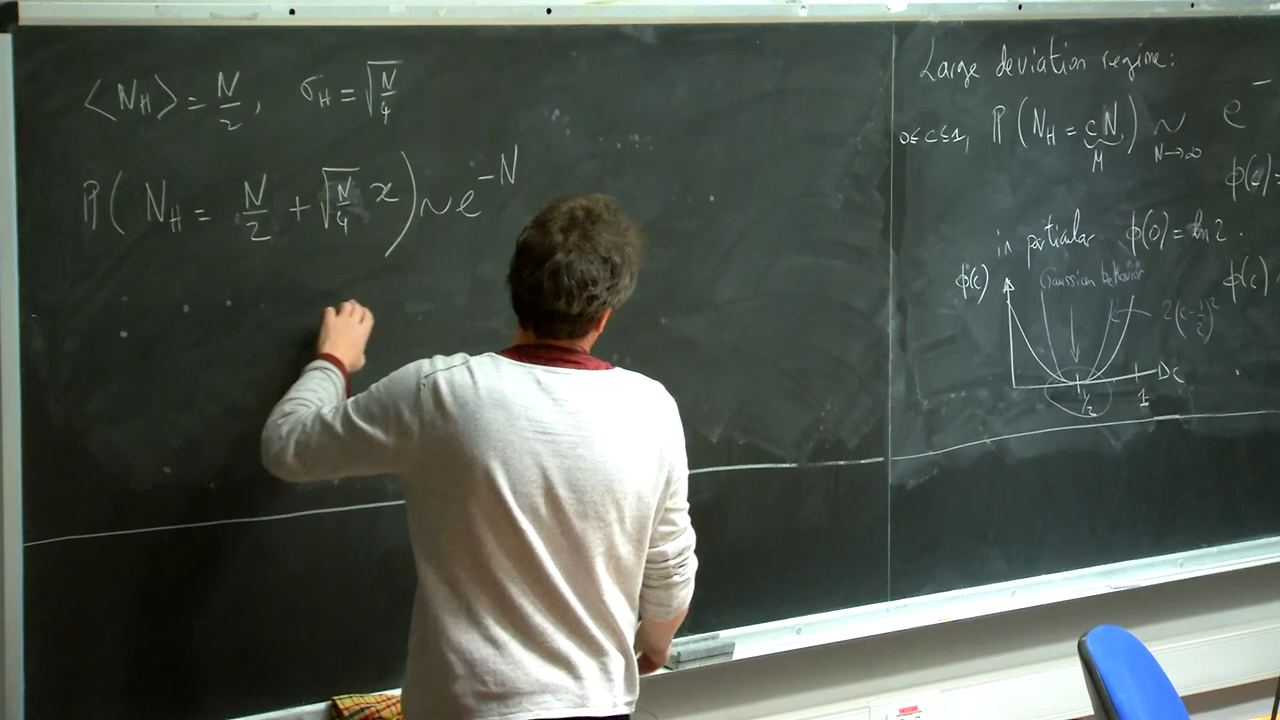 ⟨N_H⟩ = N/2, σ_H = √(N/4)
ℙ( N_H = N/2 + √(N/4) x ) ~ e^{-N
Large deviation regime:
0≤c≤1, ℙ(N_H = cN) ~ e^-
M N→∞
ϕ(c) =
in particular ϕ(0) = ln 2.
ϕ(c) Gaussian behavior ϕ(c)
2(c-1/2)²
c
1/2 1